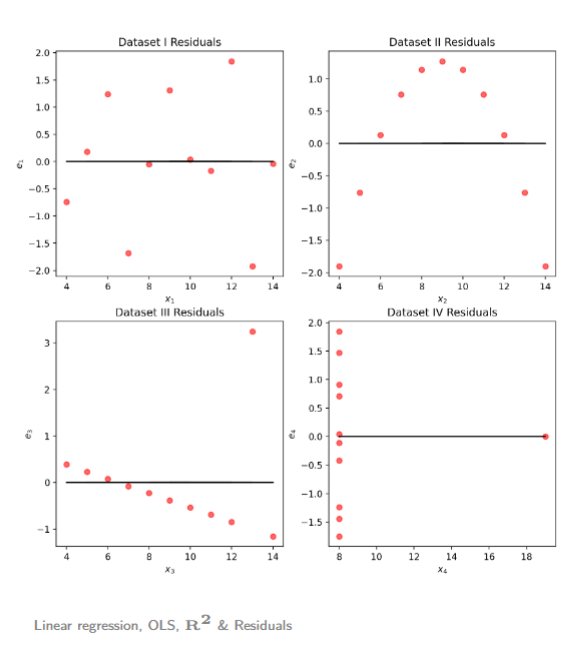 Dataset I Residuals
2.0
1.5
1.0
0.5
0.0
−0.5
−1.0
−1.5
−2.0
e₁
4 6 8 10 12 14
x₁
Dataset II Residuals
1.0
0.5
0.0
−0.5
−1.0
−1.5
−2.0
e₂
4 6 8 10 12 14
x₂
Dataset III Residuals
3
2
1
0
−1
e₃
4 6 8 10 12 14
x₃
Dataset IV Residuals
2.0
1.5
1.0
0.5
0.0
−0.5
−1.0
−1.5
e₄
8 10 12 14 16 18
x₄
Linear regression, OLS, R² & Residuals